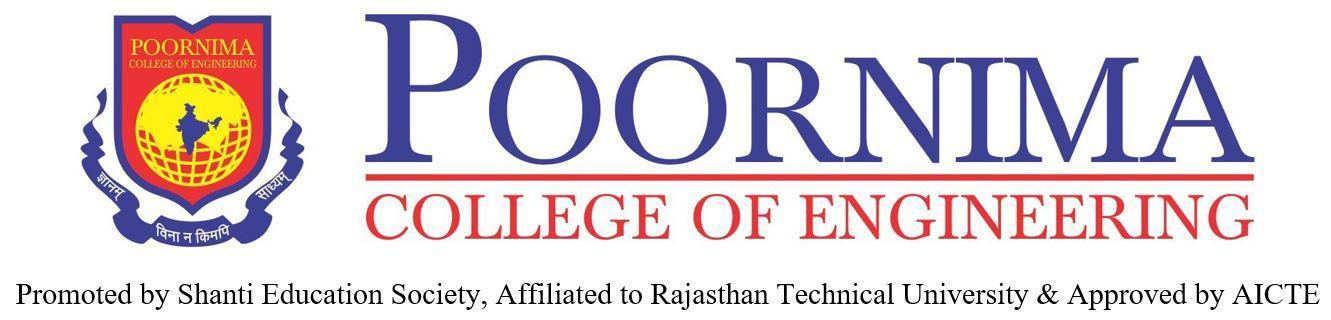 POORNIMA
COLLEGE OF ENGINEERING
ज्ञानम्
विना न किमपि
साध्यम्
POORNIMA
COLLEGE OF ENGINEERING
Promoted by Shanti Education Society, Affiliated to Rajasthan Technical University & Approved by AICTE